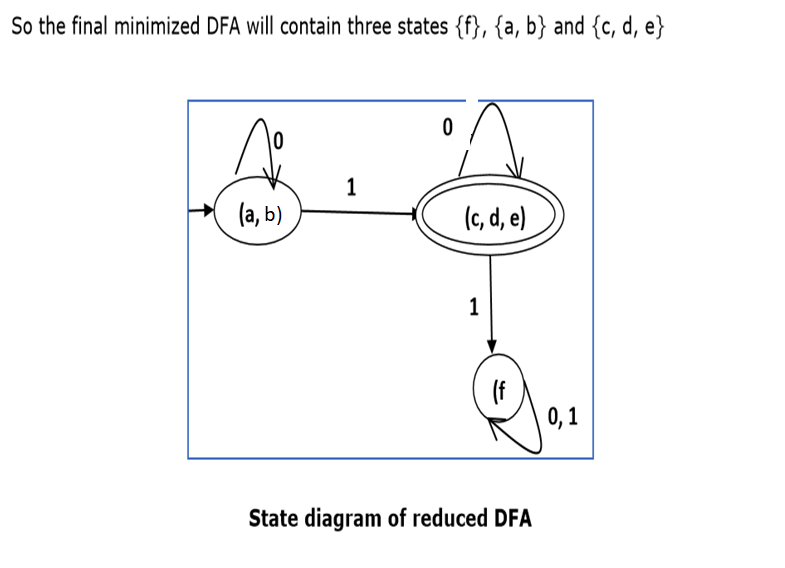 So the final minimized DFA will contain three states {f}, {a, b} and {c, d, e}
0
0
1
(a, b)
(c, d, e)
1
(f
0, 1
State diagram of reduced DFA